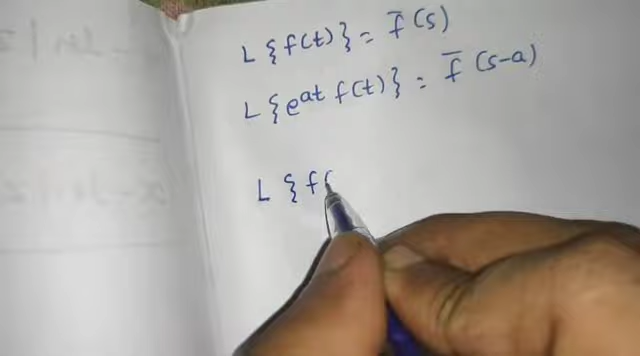 L {f(t)} = f̅(s)
L {e^{at} f(t)} = f̅(s-a)
L {f(